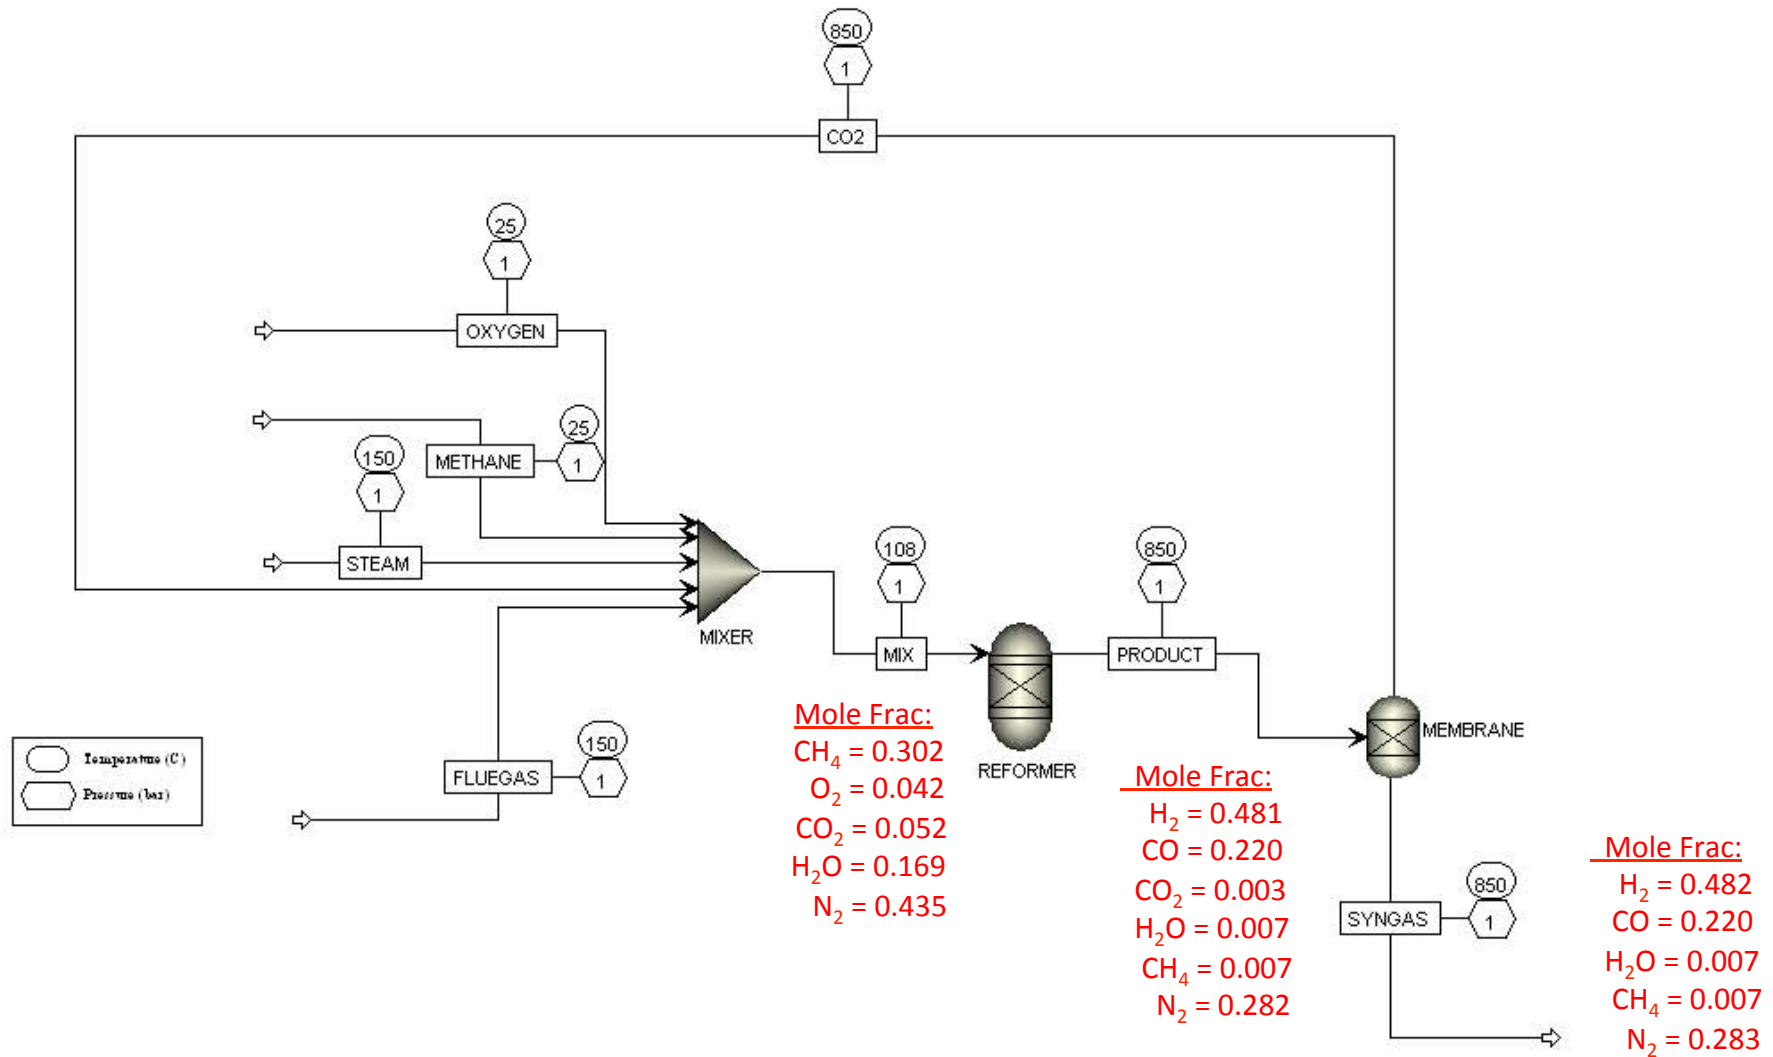 850
1
CO2
25
1
OXYGEN
25
1
METHANE
150
1
STEAM
MIXER
108
1
MIX
850
1
PRODUCT
REFORMER
MEMBRANE
150
1
FLUEGAS
Temperature (C)
Pressure (bar)
Mole Frac:
CH₄ = 0.302
O₂ = 0.042
CO₂ = 0.052
H₂O = 0.169
N₂ = 0.435
Mole Frac:
H₂ = 0.481
CO = 0.220
CO₂ = 0.003
H₂O = 0.007
CH₄ = 0.007
N₂ = 0.282
850
1
SYNGAS
Mole Frac:
H₂ = 0.482
CO = 0.220
H₂O = 0.007
CH₄ = 0.007
N₂ = 0.283